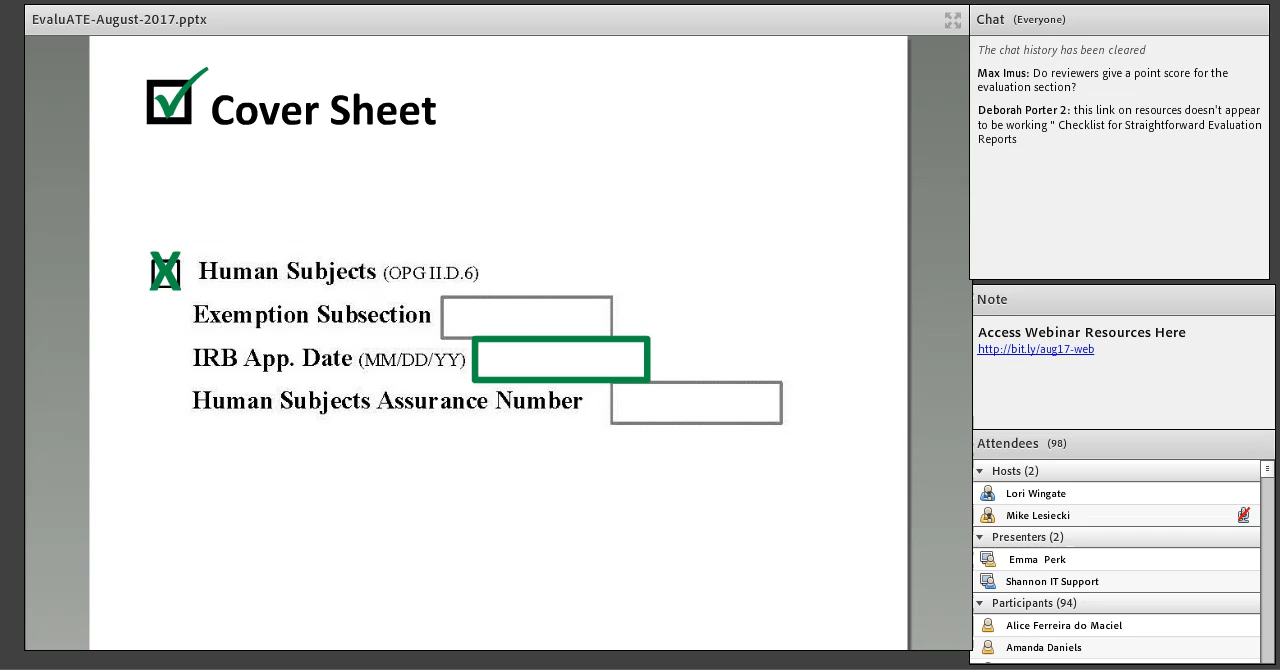 EvaluATE-August-2017.pptx
Cover Sheet
Human Subjects (OPG II.D.6)
Exemption Subsection
IRB App. Date (MM/DD/YY)
Human Subjects Assurance Number
Chat (Everyone)
The chat history has been cleared
Max Imus: Do reviewers give a point score for the
evaluation section?
Deborah Porter 2: this link on resources doesn't appear
to be working " Checklist for Straightforward Evaluation
Reports
Note
Access Webinar Resources Here
http://bit.ly/aug17-web
Attendees (98)
Hosts (2)
Lori Wingate
Mike Lesiecki
Presenters (2)
Emma Perk
Shannon IT Support
Participants (94)
Alice Ferreira do Maciel
Amanda Daniels